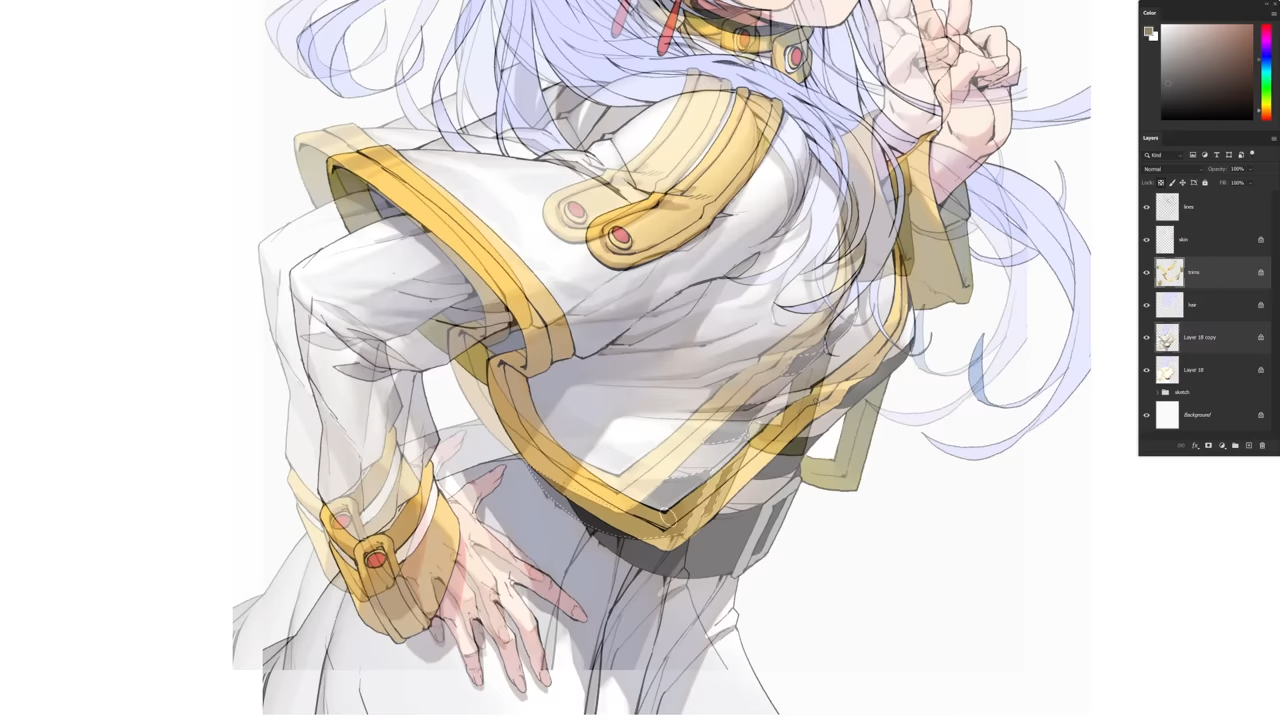 Color
Layers
Kind
Normal
Opacity: 100%
Lock:
Fill: 100%
lines
skin
trims
hair
Layer 18 copy
Layer 18
sketch
Background
fx